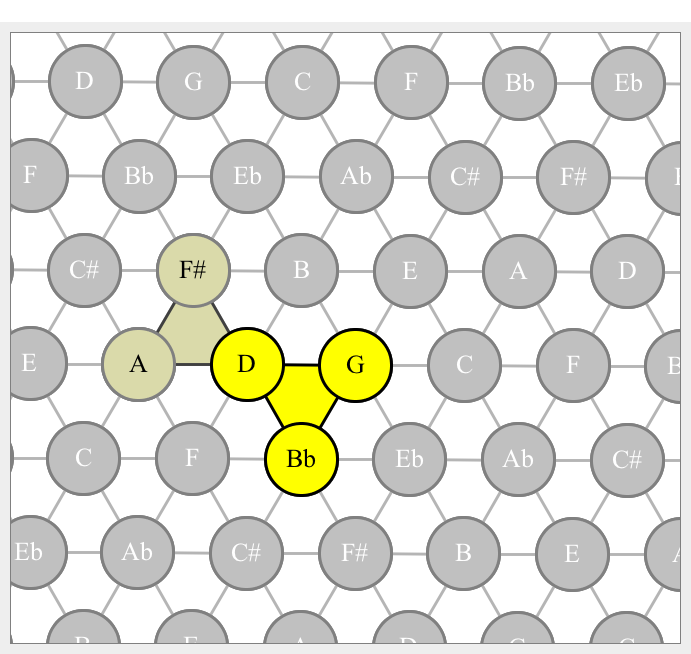 D G C F Bb Eb
F Bb Eb Ab C# F#
C# F# B E A D
E A D G C F
C F Bb Eb Ab C#
Eb Ab C# F# B E